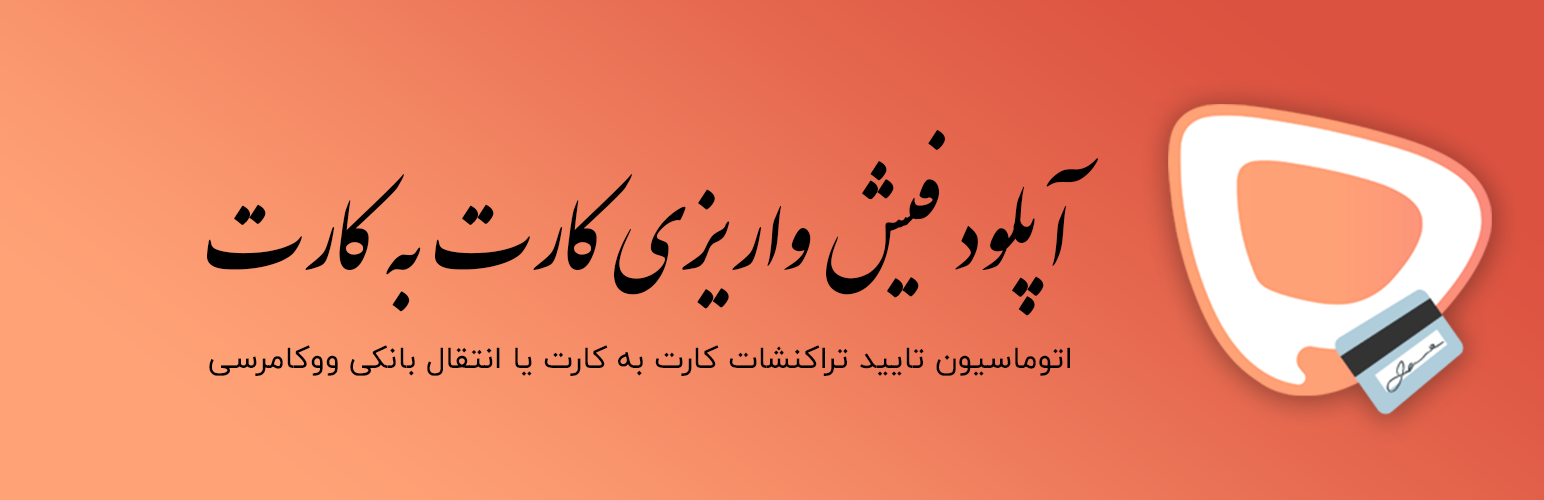 آپلود فیش واریزی کارت به کارت
اتوماسیون تایید تراکنشات کارت به کارت یا انتقال بانکی ووکامرسی